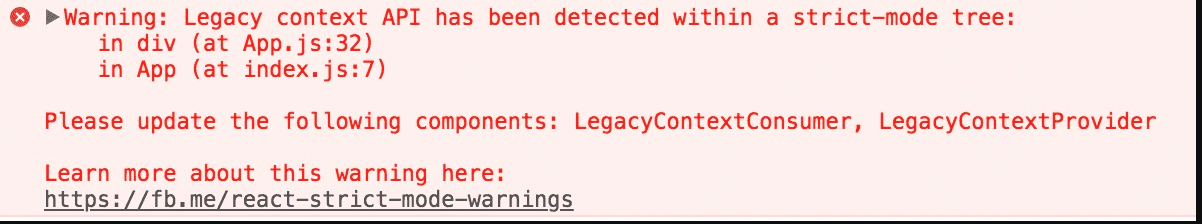 Warning: Legacy context API has been detected within a strict-mode tree:
in div (at App.js:32)
in App (at index.js:7)
Please update the following components: LegacyContextConsumer, LegacyContextProvider
Learn more about this warning here:
https://fb.me/react-strict-mode-warnings